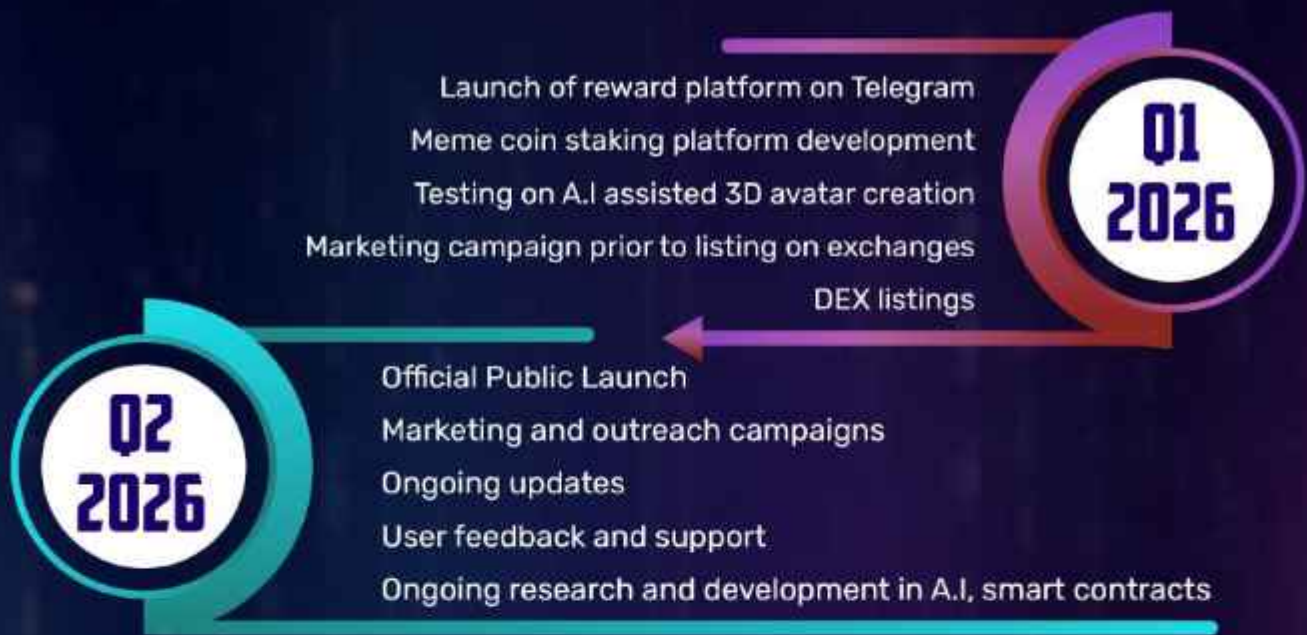 Launch of reward platform on Telegram
Meme coin staking platform development
Testing on A.I assisted 3D avatar creation
Marketing campaign prior to listing on exchanges
DEX listings
Q1
2026
Q2
2026
Official Public Launch
Marketing and outreach campaigns
Ongoing updates
User feedback and support
Ongoing research and development in A.I, smart contracts